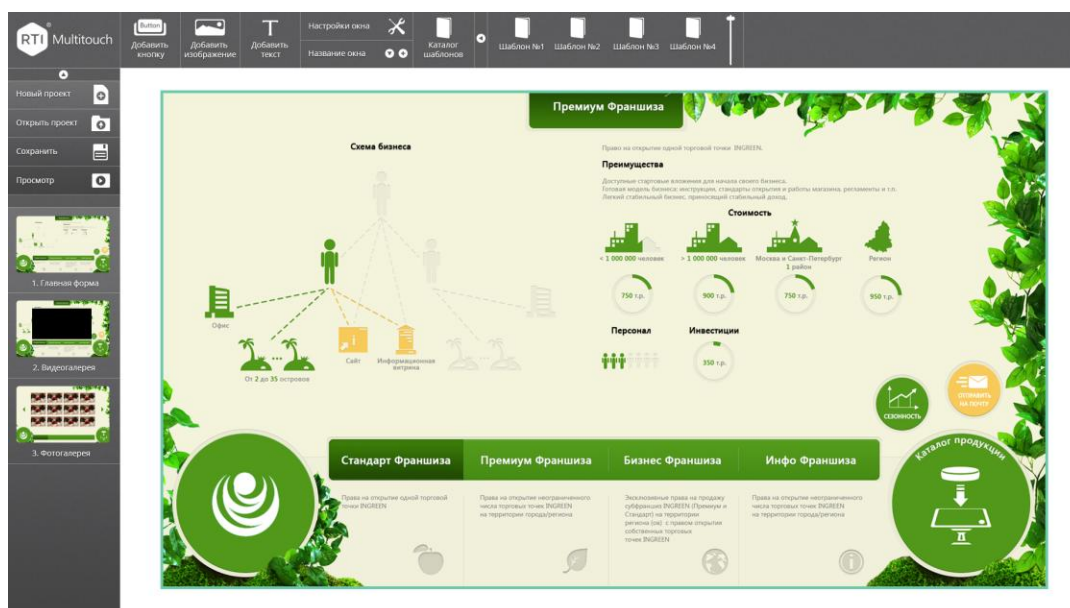 RTI Multitouch
Button
Добавить
кнопку
Добавить
изображение
Добавить
текст
Настройки окна
Название окна
Каталог
шаблонов
Шаблон №1
Шаблон №2
Шаблон №3
Шаблон №4
Новый проект
Открыть проект
Сохранить
Просмотр
1. Главная форма
2. Видеогалерея
3. Фотогалерея
Премиум Франшиза
Схема бизнеса
Офис
От 2 до 35 островов
Сайт
Информационная
витрина
Право на открытие одной торговой точки INGREEN.
Преимущества
Доступные стартовые вложения для начала своего бизнеса.
Готовая модель бизнеса: инструкции, стандарты открытия и работы магазина, регламенты и т.п.
Легкий стабильный бизнес, приносящий стабильный доход.
Стоимость
< 1 000 000 человек
> 1 000 000 человек
Москва и Санкт-Петербург
1 район
Регион
750 т.р.
900 т.р.
750 т.р.
950 т.р.
Персонал
Инвестиции
350 т.р.
СЕЗОННОСТЬ
ОТПРАВИТЬ
НА ПОЧТУ
Каталог продукции
Стандарт Франшиза
Премиум Франшиза
Бизнес Франшиза
Инфо Франшиза
Права на открытие одной торговой
точки INGREEN
Права на открытие неограниченного
числа торговых точек INGREEN
на территории города/региона
Эксклюзивные права на продажу
субфраншиз INGREEN (Премиум и
Стандарт) на территории
региона (ов) с правом открытия
собственных торговых
точек INGREEN
Права на открытие неограниченного
числа торговых точек INGREEN
на территории города/региона